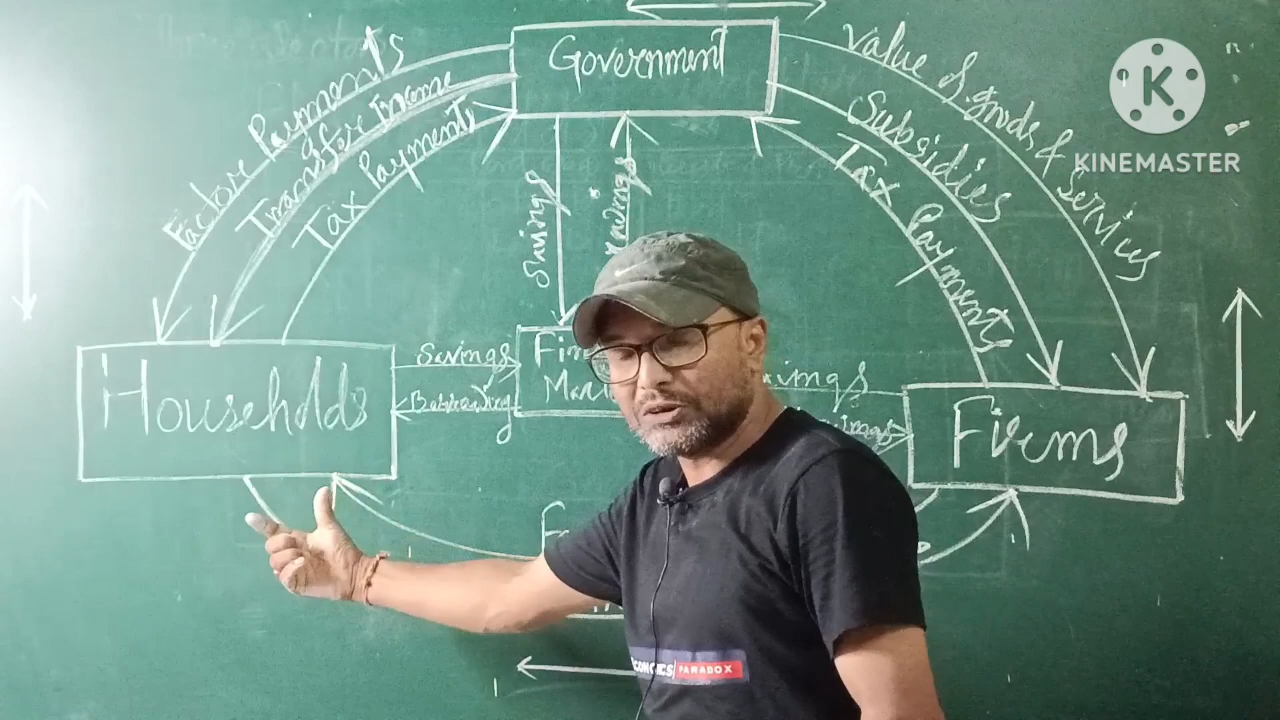 Government
value of goods & Services
Subsidies
Tax Payments
Factor Payments
Transfer Income
Tax Payments
KINEMASTER
K
Savings
Households
Savings
Borrowing
Firms
PARADOX